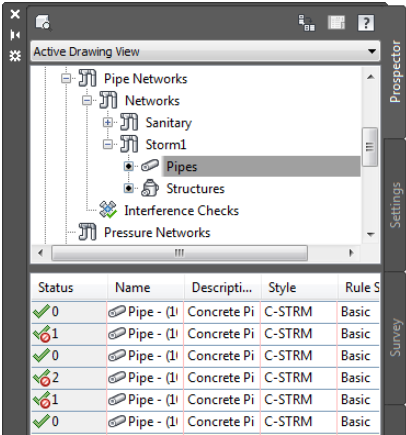 Active Drawing View
Pipe Networks
Networks
Sanitary
Storm1
Pipes
Structures
Interference Checks
Pressure Networks
Prospector
Settings
Survey
Status Name Descripti... Style Rule S
0 Pipe - (1 Concrete Pi C-STRM Basic
1 Pipe - (1 Concrete Pi C-STRM Basic
0 Pipe - (1 Concrete Pi C-STRM Basic
2 Pipe - (1 Concrete Pi C-STRM Basic
1 Pipe - (1 Concrete Pi C-STRM Basic
0 Pipe - (1 Concrete Pi C-STRM Basic